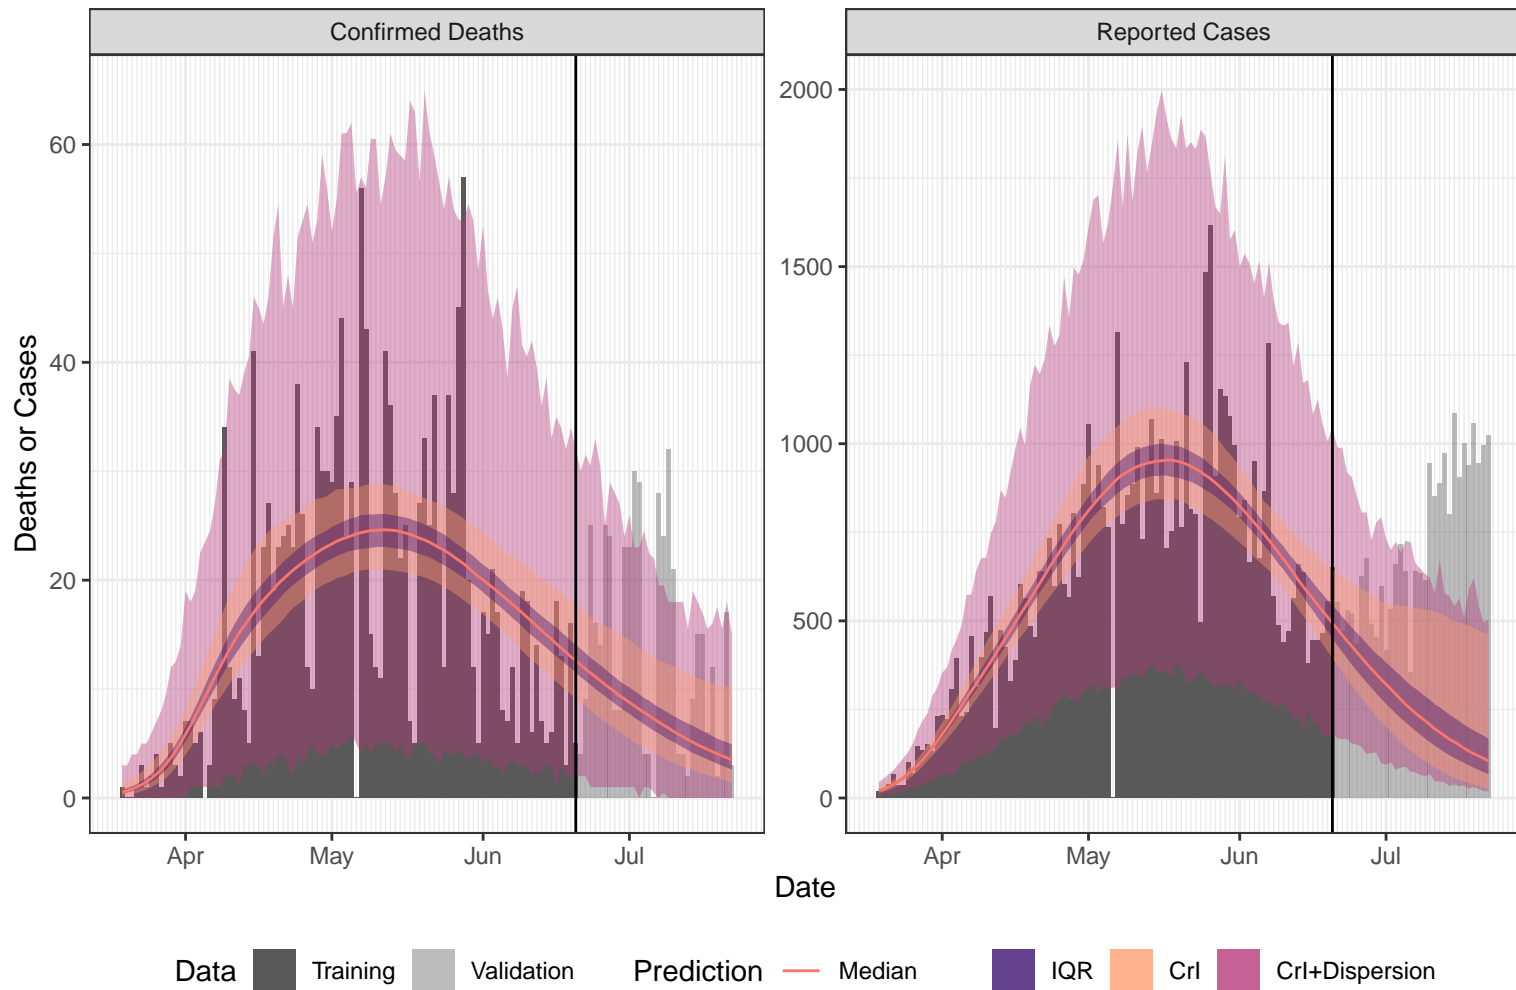 Confirmed Deaths
Reported Cases
Deaths or Cases
60
40
20
0
2000
1500
1000
500
0
Apr May Jun Jul
Apr May Jun Jul
Date
Data Training Validation Prediction Median IQR CrI CrI+Dispersion